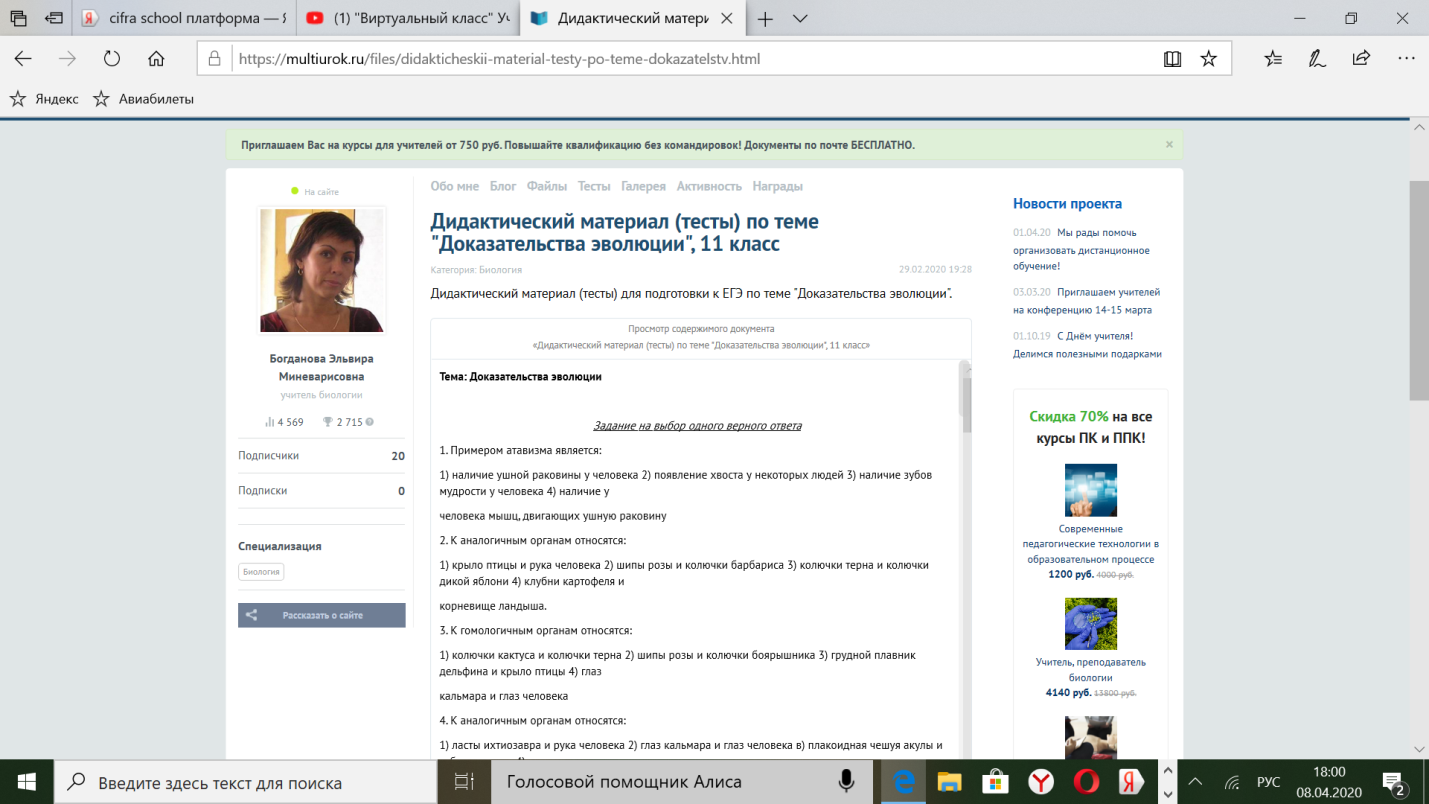 cifra school платформа — Я
(1) "Виртуальный класс" Уч
Дидактический матери
https://multiurok.ru/files/didakticheskii-material-testy-po-teme-dokazatelstv.html
Яндекс
Авиабилеты
Приглашаем Вас на курсы для учителей от 750 руб. Повышайте квалификацию без командировок! Документы по почте БЕСПЛАТНО.
На сайте
Богданова Эльвира
Миневарисовна
учитель биологии
4 569
2 715
Подписчики 20
Подписки 0
Специализация
Биология
Рассказать о сайте
Обо мне Блог Файлы Тесты Галерея Активность Награды
Дидактический материал (тесты) по теме
"Доказательства эволюции", 11 класс
Категория: Биология 29.02.2020 19:28
Дидактический материал (тесты) для подготовки к ЕГЭ по теме "Доказательства эволюции".
Просмотр содержимого документа
«Дидактический материал (тесты) по теме "Доказательства эволюции", 11 класс»
Тема: Доказательства эволюции
Задание на выбор одного верного ответа
1. Примером атавизма является:
1) наличие ушной раковины у человека 2) появление хвоста у некоторых людей 3) наличие зубов
мудрости у человека 4) наличие у
человека мышц, двигающих ушную раковину
2. К аналогичным органам относятся:
1) крыло птицы и рука человека 2) шипы розы и колючки барбариса 3) колючки терна и колючки
дикой яблони 4) клубни картофеля и
корневище ландыша.
3. К гомологичным органам относятся:
1) колючки кактуса и колючки терна 2) шипы розы и колючки боярышника 3) грудной плавник
дельфина и крыло птицы 4) глаз
кальмара и глаз человека
4. К аналогичным органам относятся:
1) ласты ихтиозавра и рука человека 2) глаз кальмара и глаз человека в) плакоидная чешуя акулы и
Новости проекта
01.04.20 Мы рады помочь
организовать дистанционное
обучение!
03.03.20 Приглашаем учителей
на конференцию 14-15 марта
01.10.19 С Днём учителя!
Делимся полезными подарками
Скидка 70% на все
курсы ПК и ППК!
Современные
педагогические технологии в
образовательном процессе
1200 руб. 4000 руб.
Учитель, преподаватель
биологии
4140 руб. 13800 руб.
Введите здесь текст для поиска
Голосовой помощник Алиса
РУС
18:00
08.04.2020
2